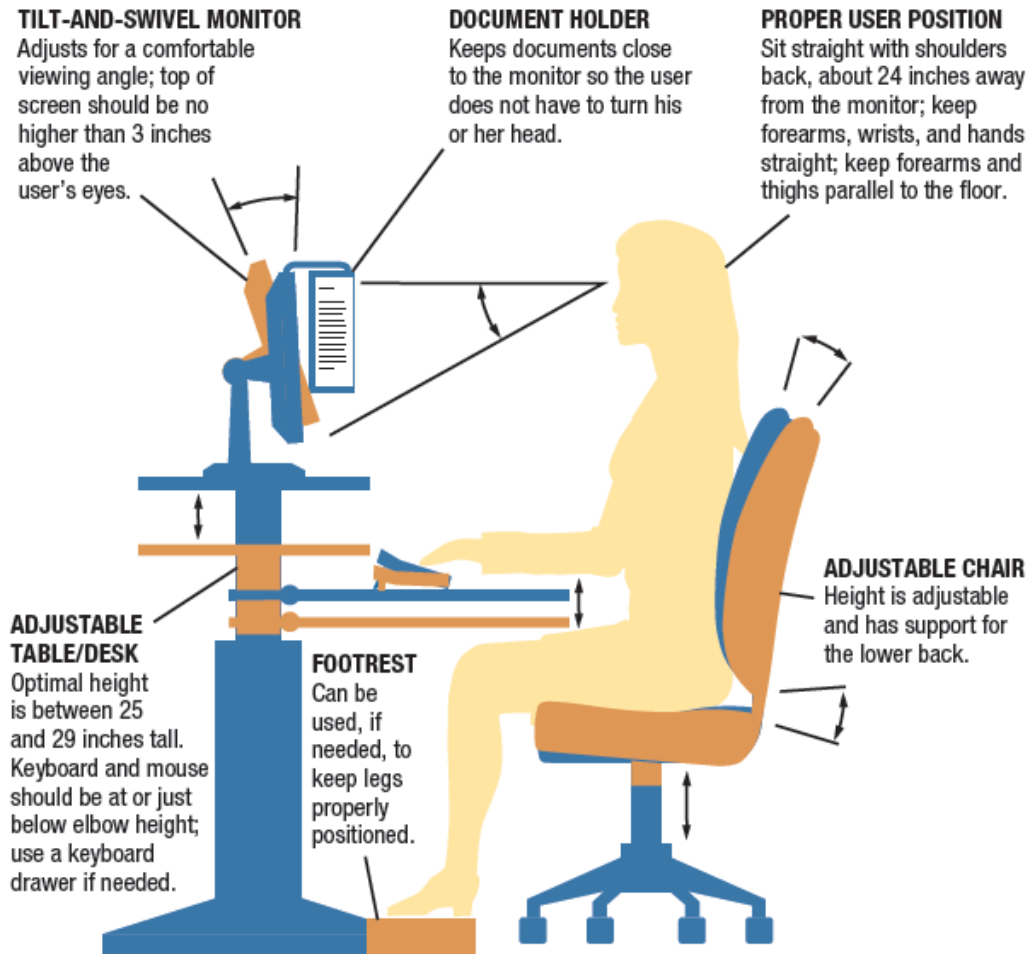 TILT-AND-SWIVEL MONITOR
Adjusts for a comfortable
viewing angle; top of
screen should be no
higher than 3 inches
above the
user's eyes.
DOCUMENT HOLDER
Keeps documents close
to the monitor so the user
does not have to turn his
or her head.
PROPER USER POSITION
Sit straight with shoulders
back, about 24 inches away
from the monitor; keep
forearms, wrists, and hands
straight; keep forearms and
thighs parallel to the floor.
ADJUSTABLE
TABLE/DESK
Optimal height
is between 25
and 29 inches tall.
Keyboard and mouse
should be at or just
below elbow height;
use a keyboard
drawer if needed.
FOOTREST
Can be
used, if
needed, to
keep legs
properly
positioned.
ADJUSTABLE CHAIR
Height is adjustable
and has support for
the lower back.